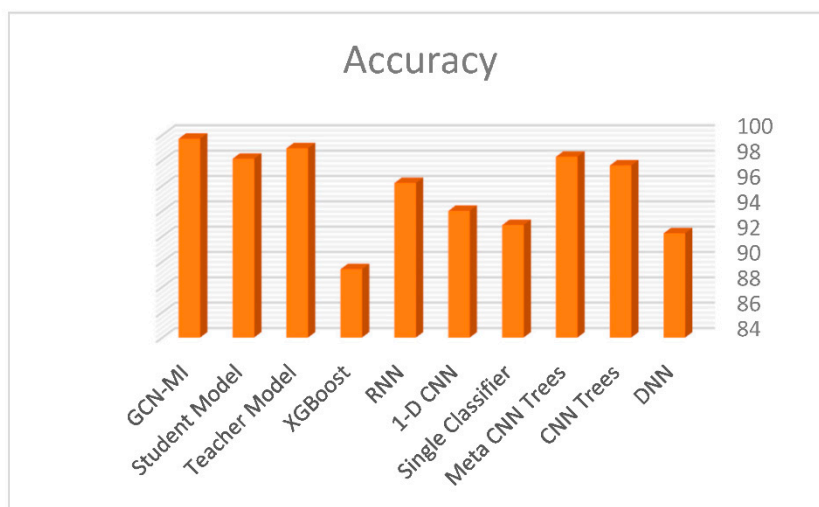 Accuracy
100
98
96
94
92
90
88
86
84
GCN-MI
Student Model
Teacher Model
XGBoost
RNN
1-D CNN
Single Classifier
Meta CNN Trees
CNN Trees
DNN